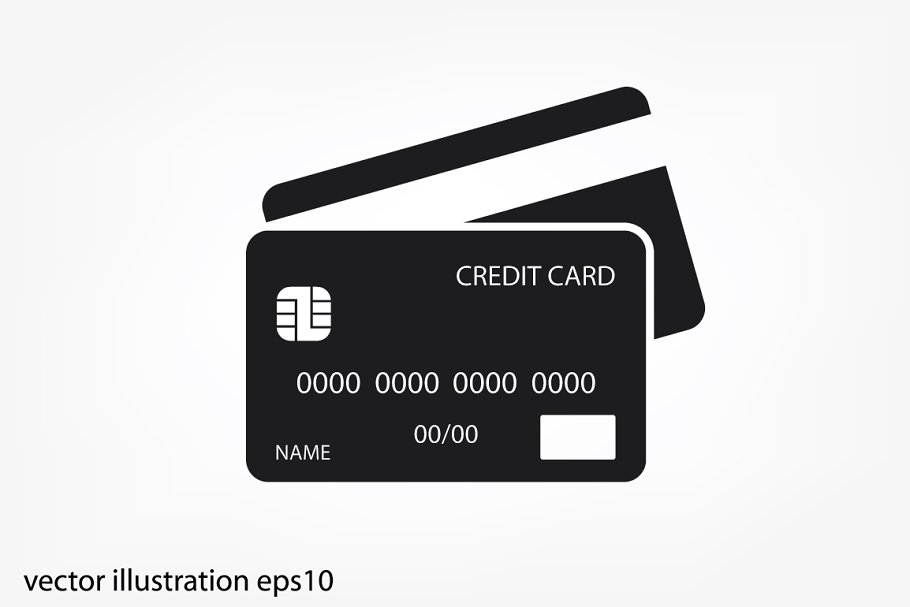 CREDIT CARD
0000 0000 0000 0000
00/00
NAME
vector illustration eps10